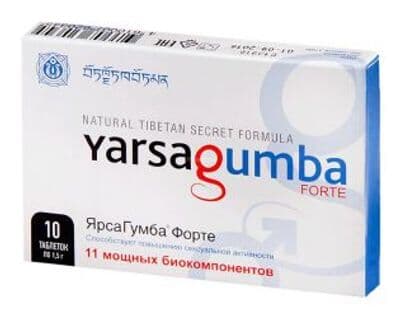 NATURAL TIBETAN SECRET FORMULA
Yarsagumba
FORTE
10
ТАБЛЕТОК
ПО 1,5 г
ЯрсаГумба® Форте
Способствует повышению сексуальной активности
11 мощных биокомпонентов